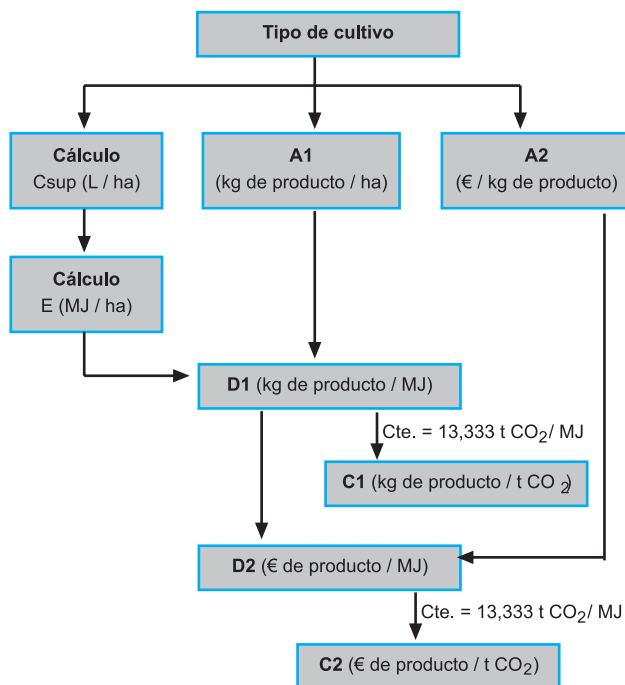 Tipo de cultivo
Cálculo
Csup (L / ha)
A1
(kg de producto / ha)
A2
(€ / kg de producto)
Cálculo
E (MJ / ha)
D1 (kg de producto / MJ)
Cte. = 13,333 t CO₂/ MJ
C1 (kg de producto / t CO ₂)
D2 (€ de producto / MJ)
Cte. = 13,333 t CO₂/ MJ
C2 (€ de producto / t CO₂)